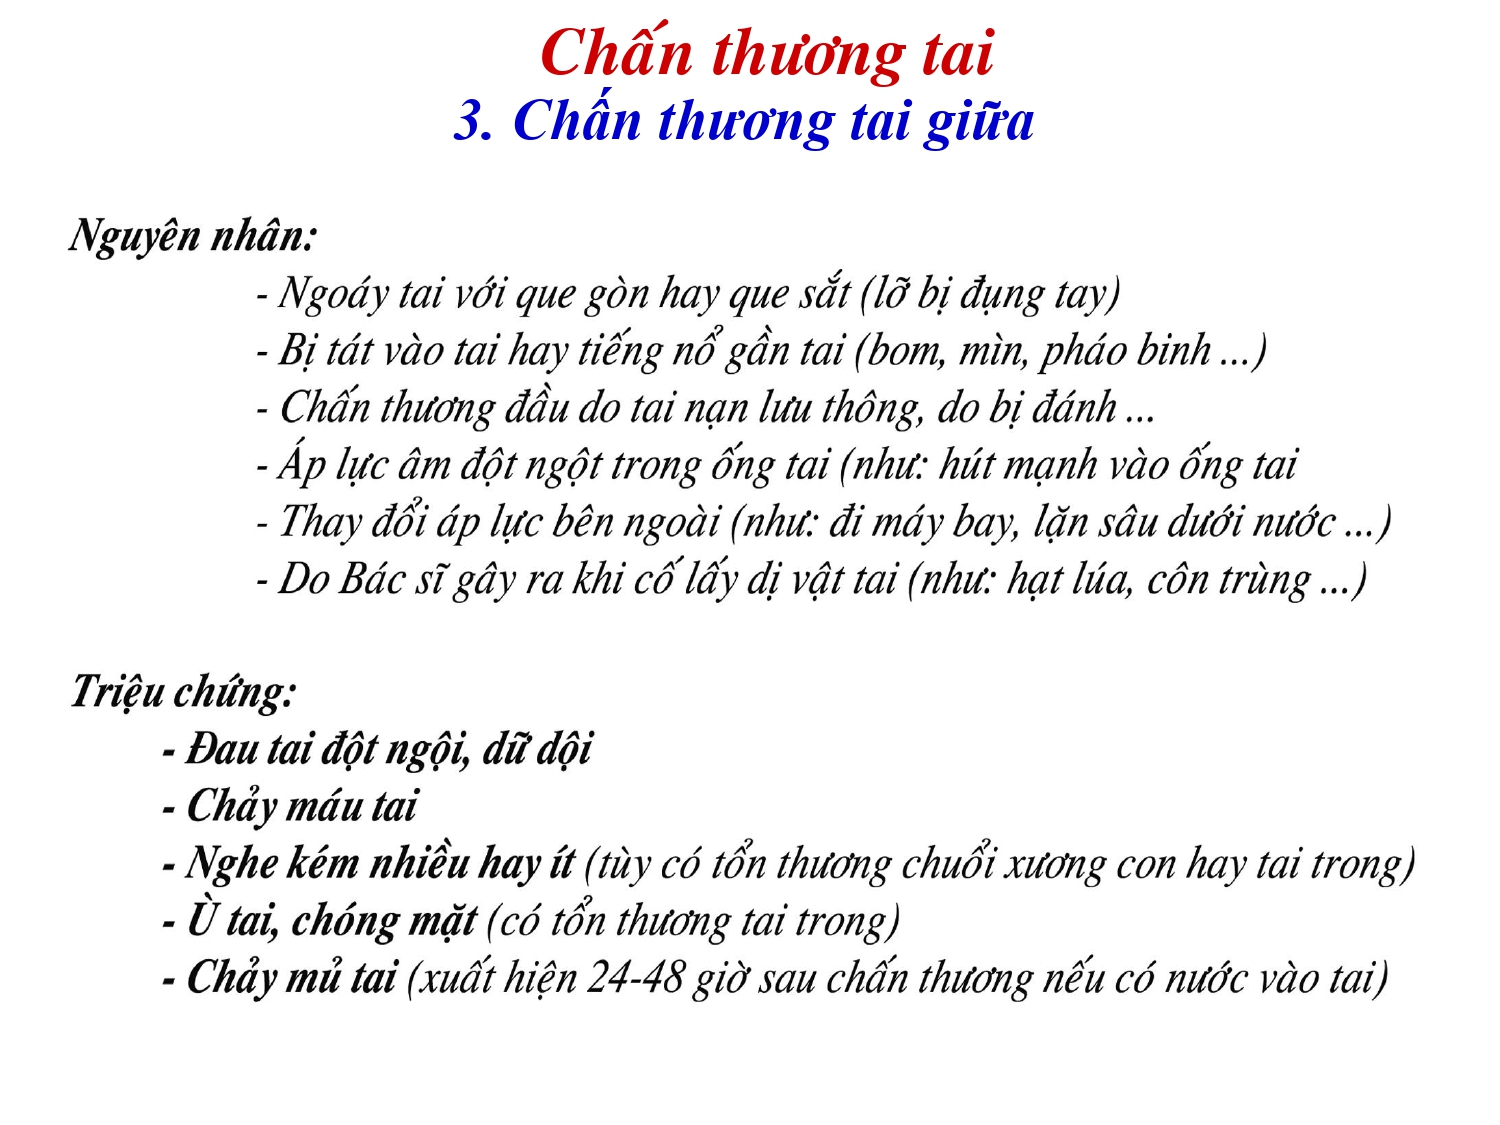 Chấn thương tai
3. Chấn thương tai giữa
Nguyên nhân:
- Ngoáy tai với que gòn hay que sắt (lỡ bị đụng tay)
- Bị tát vào tai hay tiếng nổ gần tai (bom, mìn, pháo binh ...)
- Chấn thương đầu do tai nạn lưu thông, do bị đánh ...
- Áp lực âm đột ngột trong ống tai (như: hút mạnh vào ống tai
- Thay đổi áp lực bên ngoài (như: đi máy bay, lặn sâu dưới nước ...)
- Do Bác sĩ gây ra khi cố lấy dị vật tai (như: hạt lúa, côn trùng ...)
Triệu chứng:
- Đau tai đột ngội, dữ dội
- Chảy máu tai
- Nghe kém nhiều hay ít (tùy có tổn thương chuổi xương con hay tai trong)
- Ù tai, chóng mặt (có tổn thương tai trong)
- Chảy mủ tai (xuất hiện 24-48 giờ sau chấn thương nếu có nước vào tai)